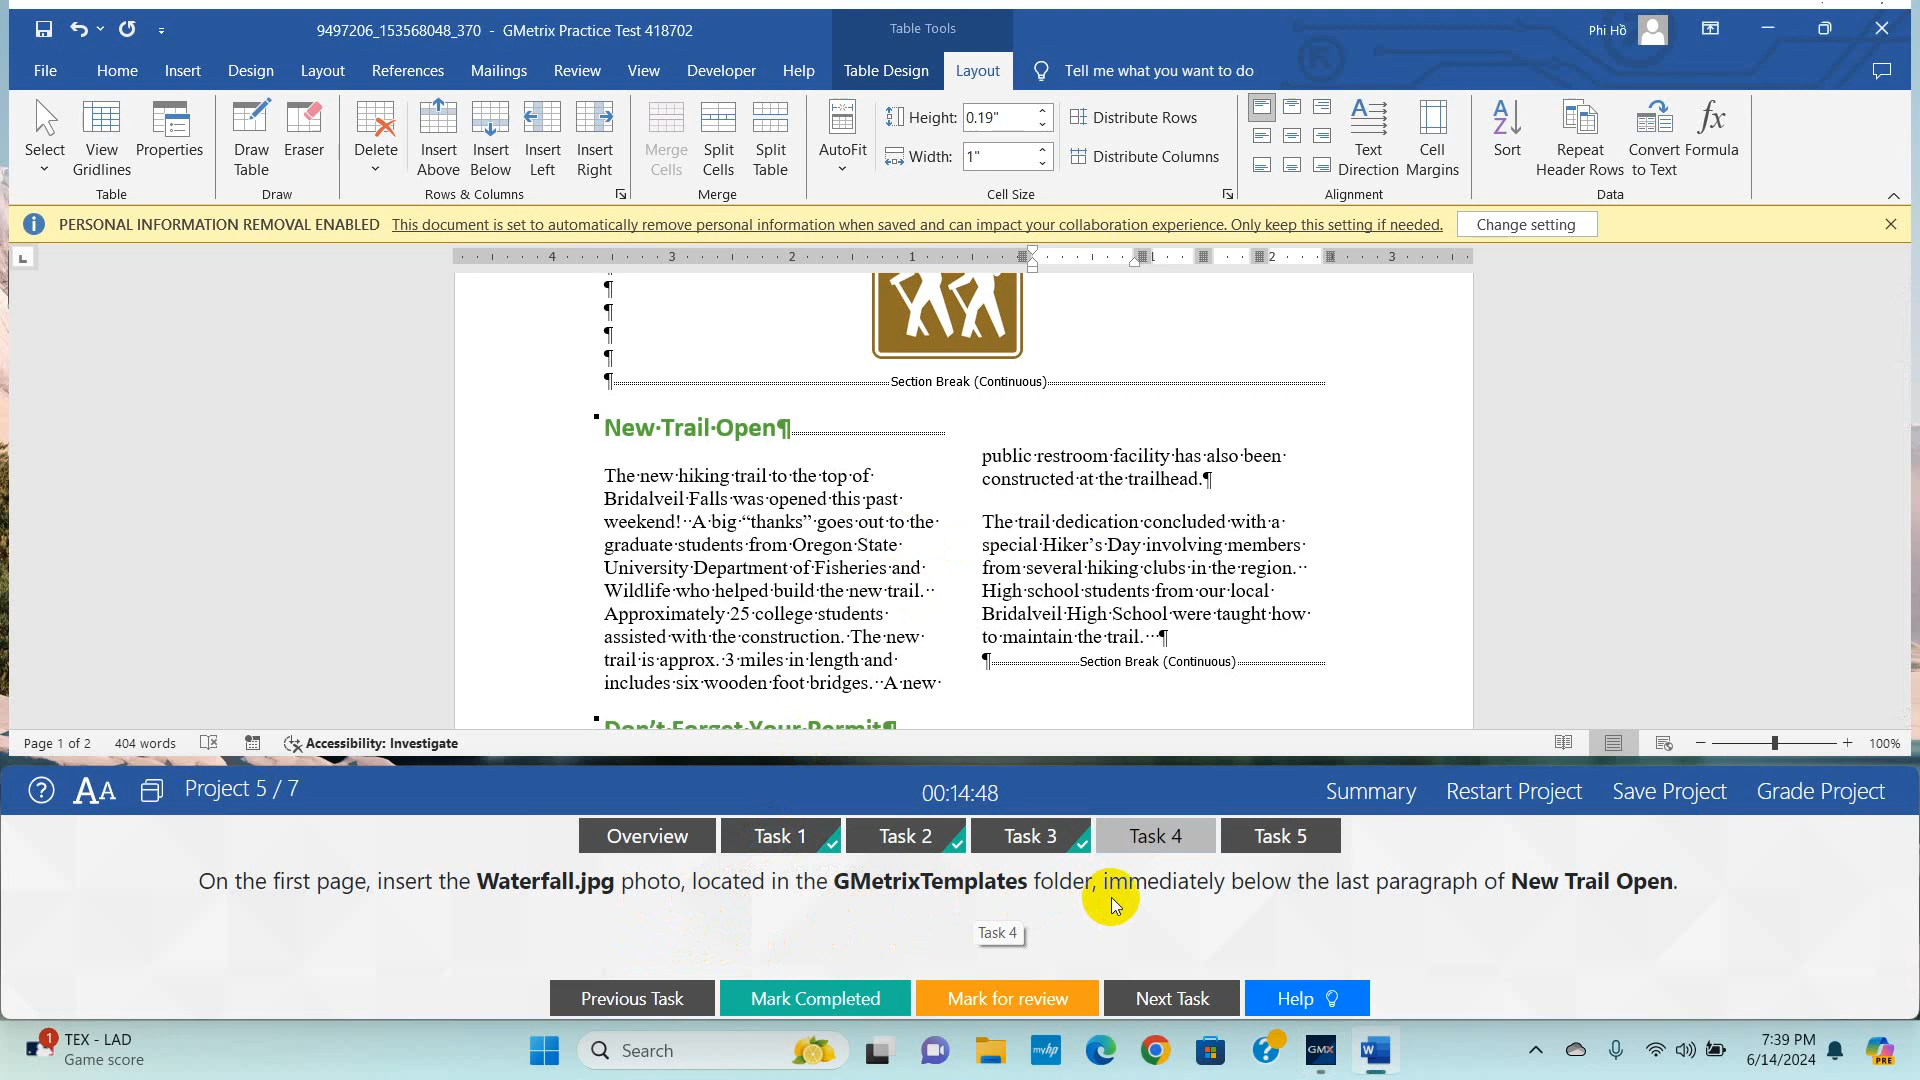 9497206_153568048_370 - GMetrix Practice Test 418702
Table Tools
Phi Hồ
File Home Insert Design Layout References Mailings Review View Developer Help Table Design Layout Tell me what you want to do
Select
View Gridlines
Properties
Table
Draw Table
Eraser
Draw
Delete
Insert Above
Insert Below
Insert Left
Insert Right
Rows & Columns
Merge Cells
Split Cells
Split Table
Merge
AutoFit
Height: 0.19"
Width: 1"
Distribute Rows
Distribute Columns
Cell Size
Text Direction
Cell Margins
Alignment
Sort
Repeat Header Rows
Convert to Text
Formula
Data
PERSONAL INFORMATION REMOVAL ENABLED This document is set to automatically remove personal information when saved and can impact your collaboration experience. Only keep this setting if needed. Change setting
4 3 2 1 1 2 3
¶
¶
¶
¶
¶ Section Break (Continuous)
New·Trail·Open¶
The·new·hiking·trail·to·the·top·of·
Bridalveil·Falls·was·opened·this·past·
weekend!··A·big·“thanks”·goes·out·to·the·
graduate·students·from·Oregon·State·
University·Department·of·Fisheries·and·
Wildlife·who·helped·build·the·new·trail.··
Approximately·25·college·students·
assisted·with·the·construction.·The·new·
trail·is·approx.·3·miles·in·length·and·
includes·six·wooden·foot·bridges.··A·new·
public·restroom·facility·has·also·been·
constructed·at·the·trailhead.¶
The·trail·dedication·concluded·with·a·
special·Hiker’s·Day·involving·members·
from·several·hiking·clubs·in·the·region.··
High·school·students·from·our·local·
Bridalveil·High·School·were·taught·how·
to·maintain·the·trail.···¶
¶ Section Break (Continuous)
Don’t·Forget·Your·Permit¶
Page 1 of 2 404 words Accessibility: Investigate 100%
Project 5 / 7 00:14:48 Summary Restart Project Save Project Grade Project
Overview Task 1 Task 2 Task 3 Task 4 Task 5
On the first page, insert the Waterfall.jpg photo, located in the GMetrixTemplates folder, immediately below the last paragraph of New Trail Open.
Task 4
Previous Task Mark Completed Mark for review Next Task Help
1 TEX - LAD
Game score
Search
myhp
GMX
W
7:39 PM
6/14/2024
PRE